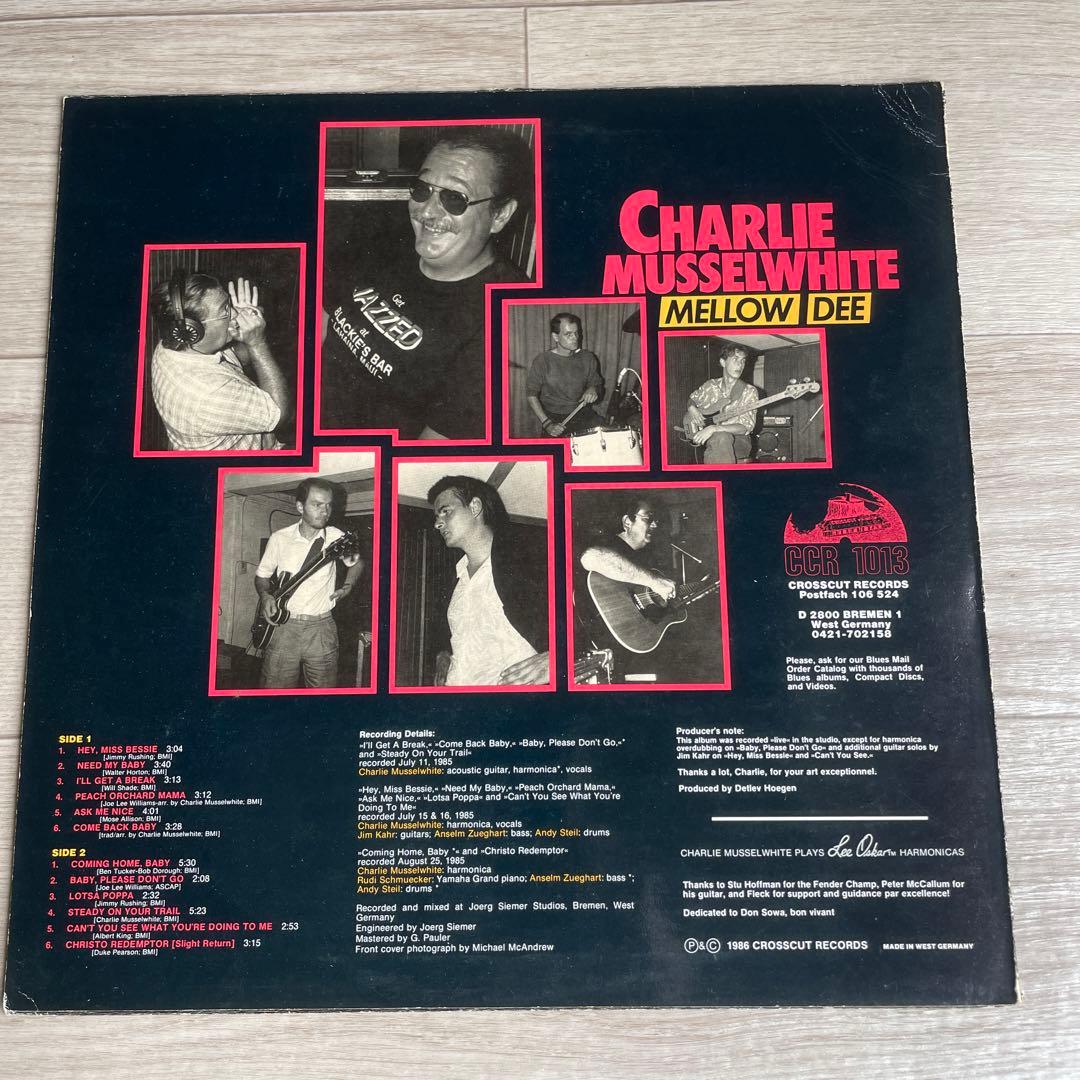 CHARLIE
MUSSELWHITE
MELLOW DEE
Get
JAZZED
at
BLACKIE'S BAR
- LAHAINA, MAUI -
CCR 1013
CROSSCUT RECORDS
Postfach 106 524
D 2800 BREMEN 1
West Germany
0421-702158
Please, ask for our Blues Mail
Order Catalog with thousands of
Blues albums, Compact Discs,
and Videos.
SIDE 1
1. HEY, MISS BESSIE 3:04
[Jimmy Rushing; BMI]
2. NEED MY BABY 3:40
[Walter Horton; BMI]
3. I'LL GET A BREAK 3:13
[Will Shade; BMI]
4. PEACH ORCHARD MAMA 3:12
[Joe Lee Williams-arr. by Charlie Musselwhite; BMI]
5. ASK ME NICE 4:01
[Mose Allison; BMI]
6. COME BACK BABY 3:28
[trad/arr. by Charlie Musselwhite; BMI]
SIDE 2
1. COMING HOME, BABY 5:30
[Ben Tucker-Bob Dorough; BMI]
2. BABY, PLEASE DON'T GO 2:08
[Joe Lee Williams; ASCAP]
3. LOTSA POPPA 2:32
[Jimmy Rushing; BMI]
4. STEADY ON YOUR TRAIL 5:23
[Charlie Musselwhite; BMI]
5. CAN'T YOU SEE WHAT YOU'RE DOING TO ME 2:53
[Albert King; BMI]
6. CHRISTO REDEMPTOR [Slight Return] 3:15
[Duke Pearson; BMI]
Recording Details:
»I'll Get A Break,« »Come Back Baby,« »Baby, Please Don't Go,«*
and »Steady On Your Trail«
recorded July 11, 1985
Charlie Musselwhite: acoustic guitar, harmonica*, vocals
»Hey, Miss Bessie,« »Need My Baby,« »Peach Orchard Mama,«
»Ask Me Nice,« »Lotsa Poppa« and »Can't You See What You're
Doing To Me«
recorded July 15 & 16, 1985
Charlie Musselwhite: harmonica, vocals
Jim Kahr: guitars; Anselm Zueghart: bass; Andy Steil: drums
»Coming Home, Baby *« and »Christo Redemptor«
recorded August 25, 1985
Charlie Musselwhite: harmonica
Rudi Schmuecker: Yamaha Grand piano; Anselm Zueghart: bass *;
Andy Steil: drums *
Recorded and mixed at Joerg Siemer Studios, Bremen, West
Germany
Engineered by Joerg Siemer
Mastered by G. Pauler
Front cover photograph by Michael McAndrew
Producer's note:
This album was recorded »live« in the studio, except for harmonica
overdubbing on »Baby, Please Don't Go« and additional guitar solos by
Jim Kahr on »Hey, Miss Bessie« and »Can't You See.«
Thanks a lot, Charlie, for your art exceptionnel.
Produced by Detlev Hoegen
CHARLIE MUSSELWHITE PLAYS Lee Oskar™ HARMONICAS
Thanks to Stu Hoffman for the Fender Champ, Peter McCallum for
his guitar, and Fleck for support and guidance par excellence!
Dedicated to Don Sowa, bon vivant
Ⓟ&Ⓒ 1986 CROSSCUT RECORDS MADE IN WEST GERMANY